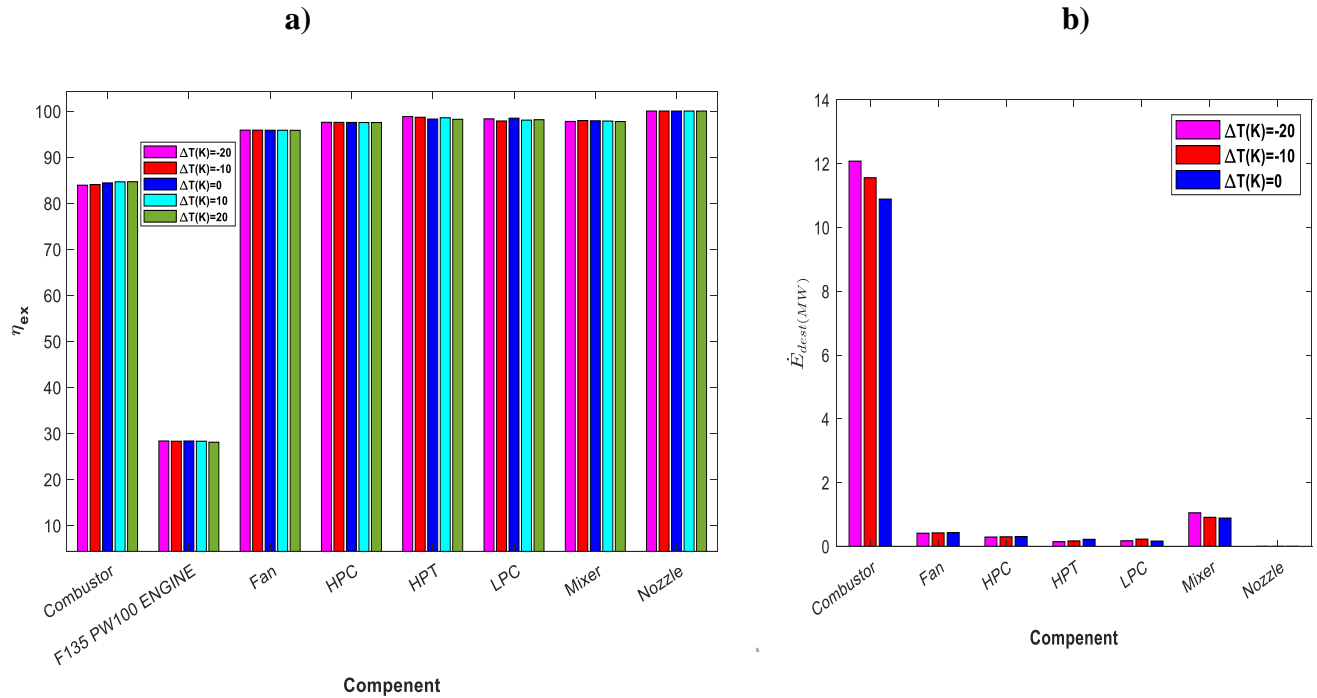 a)
100
90
80
70
60
50
40
30
20
10
ηex
ΔT(K)=-20
ΔT(K)=-10
ΔT(K)=0
ΔT(K)=10
ΔT(K)=20
Combustor
F135 PW100 ENGINE
Fan
HPC
HPT
LPC
Mixer
Nozzle
Compenent
b)
14
12
10
8
6
4
2
0
Ėdest(MW)
ΔT(K)=-20
ΔT(K)=-10
ΔT(K)=0
Combustor
Fan
HPC
HPT
LPC
Mixer
Nozzle
Compenent